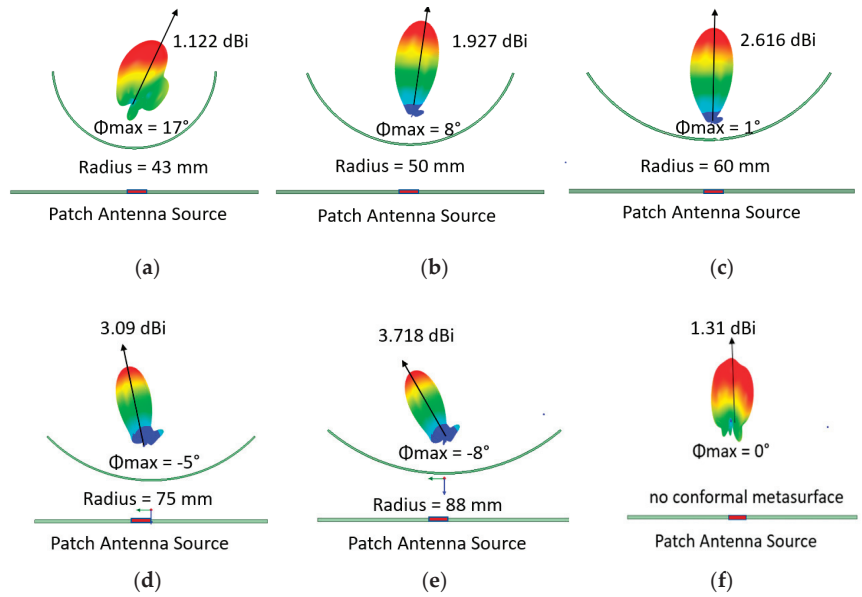 1.122 dBi
Φmax = 17°
Radius = 43 mm
Patch Antenna Source
(a)
1.927 dBi
Φmax = 8°
Radius = 50 mm
Patch Antenna Source
(b)
2.616 dBi
Φmax = 1°
Radius = 60 mm
Patch Antenna Source
(c)
3.09 dBi
Φmax = -5°
Radius = 75 mm
Patch Antenna Source
(d)
3.718 dBi
Φmax = -8°
Radius = 88 mm
Patch Antenna Source
(e)
1.31 dBi
Φmax = 0°
no conformal metasurface
Patch Antenna Source
(f)